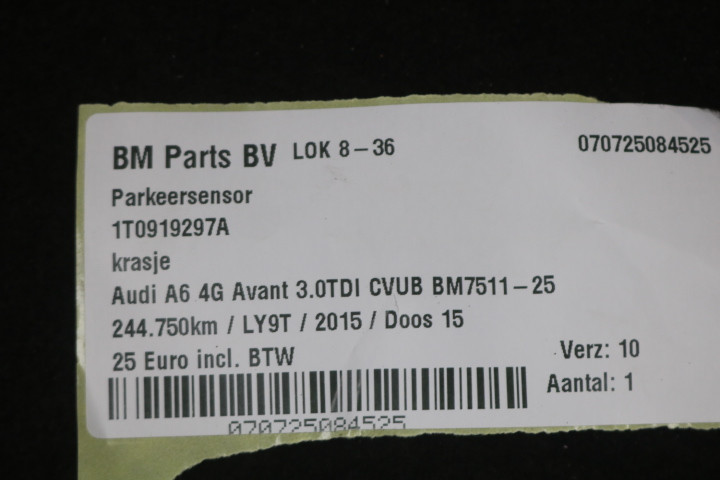 BM Parts BV LOK 8-36 070725084525
Parkeersensor
1T0919297A
krasje
Audi A6 4G Avant 3.0TDI CVUB BM7511-25
244.750km / LY9T / 2015 / Doos 15
25 Euro incl. BTW Verz: 10
Aantal: 1
070725084525